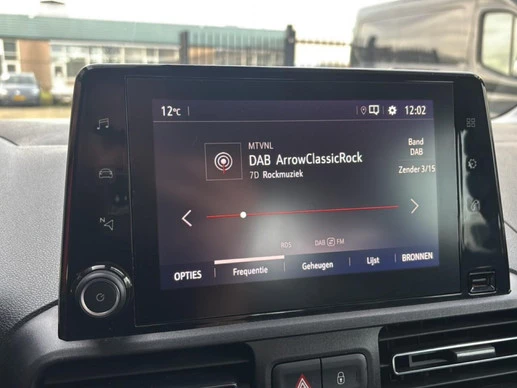 12°C 12:02
MTVNL
DAB ArrowClassicRock
7D Rockmuziek
Band
DAB
Zender 3/15
N
RDS DAB FM
OPTIES Frequentie Geheugen Lijst BRONNEN